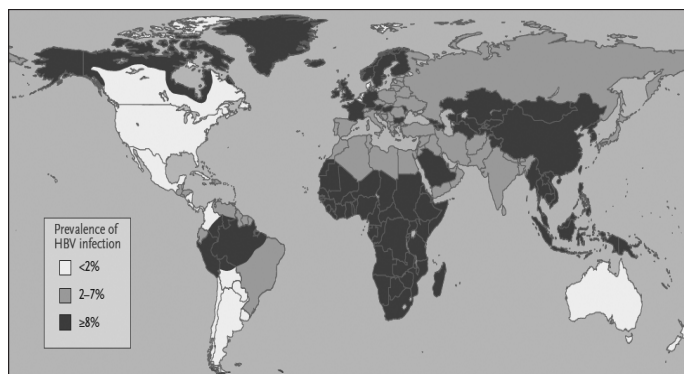 Prevalence of
HBV infection
<2%
2–7%
≥8%